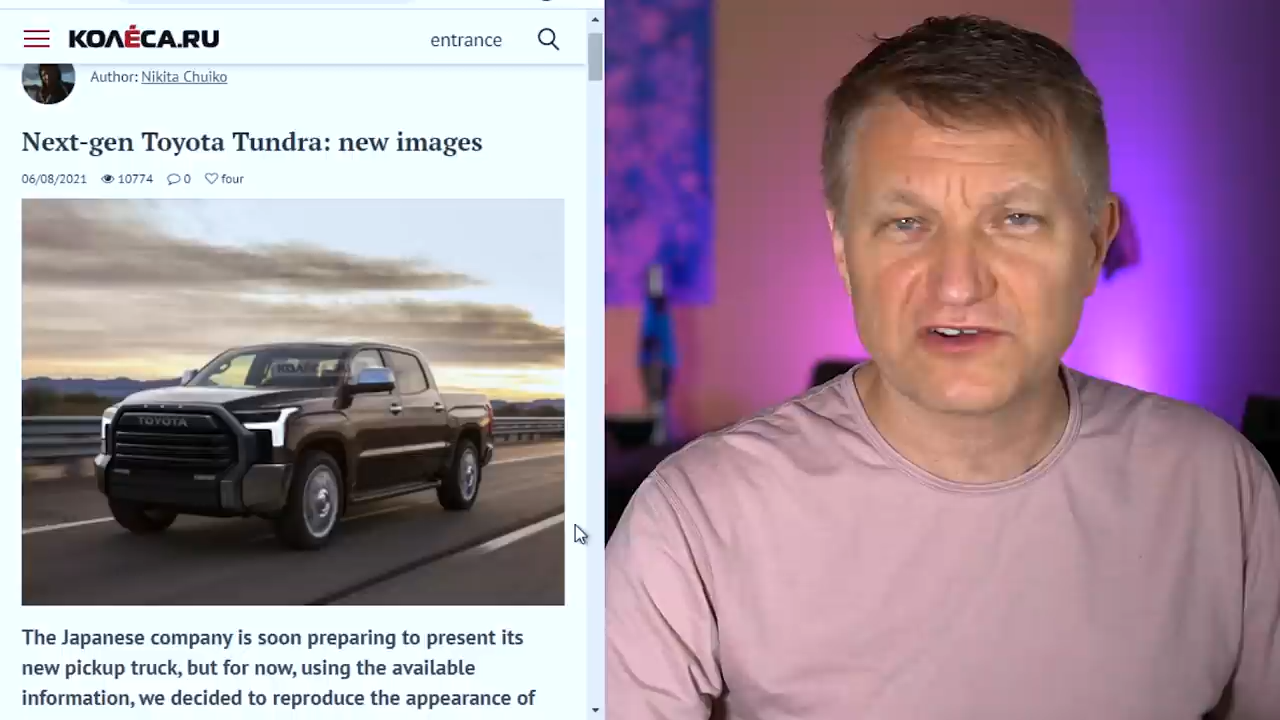 КОЛЁСА.RU
entrance
Author: Nikita Chuiko
Next-gen Toyota Tundra: new images
06/08/2021 10774 0 four
КОЛЁСА.RU
TOYOTA
The Japanese company is soon preparing to present its
new pickup truck, but for now, using the available
information, we decided to reproduce the appearance of